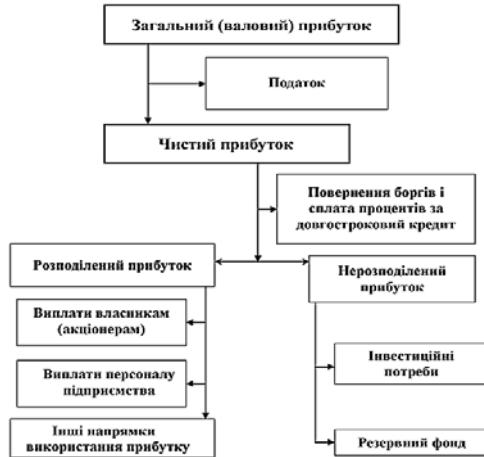 Загальний (валовий) прибуток
Податок
Чистий прибуток
Повернення боргів і
сплата процентів за
довгостроковий кредит
Розподілений прибуток
Нерозподілений
прибуток
Виплати власникам
(акціонерам)
Інвестиційні
потреби
Виплати персоналу
підприємства
Інші напрямки
використання прибутку
Резервний фонд